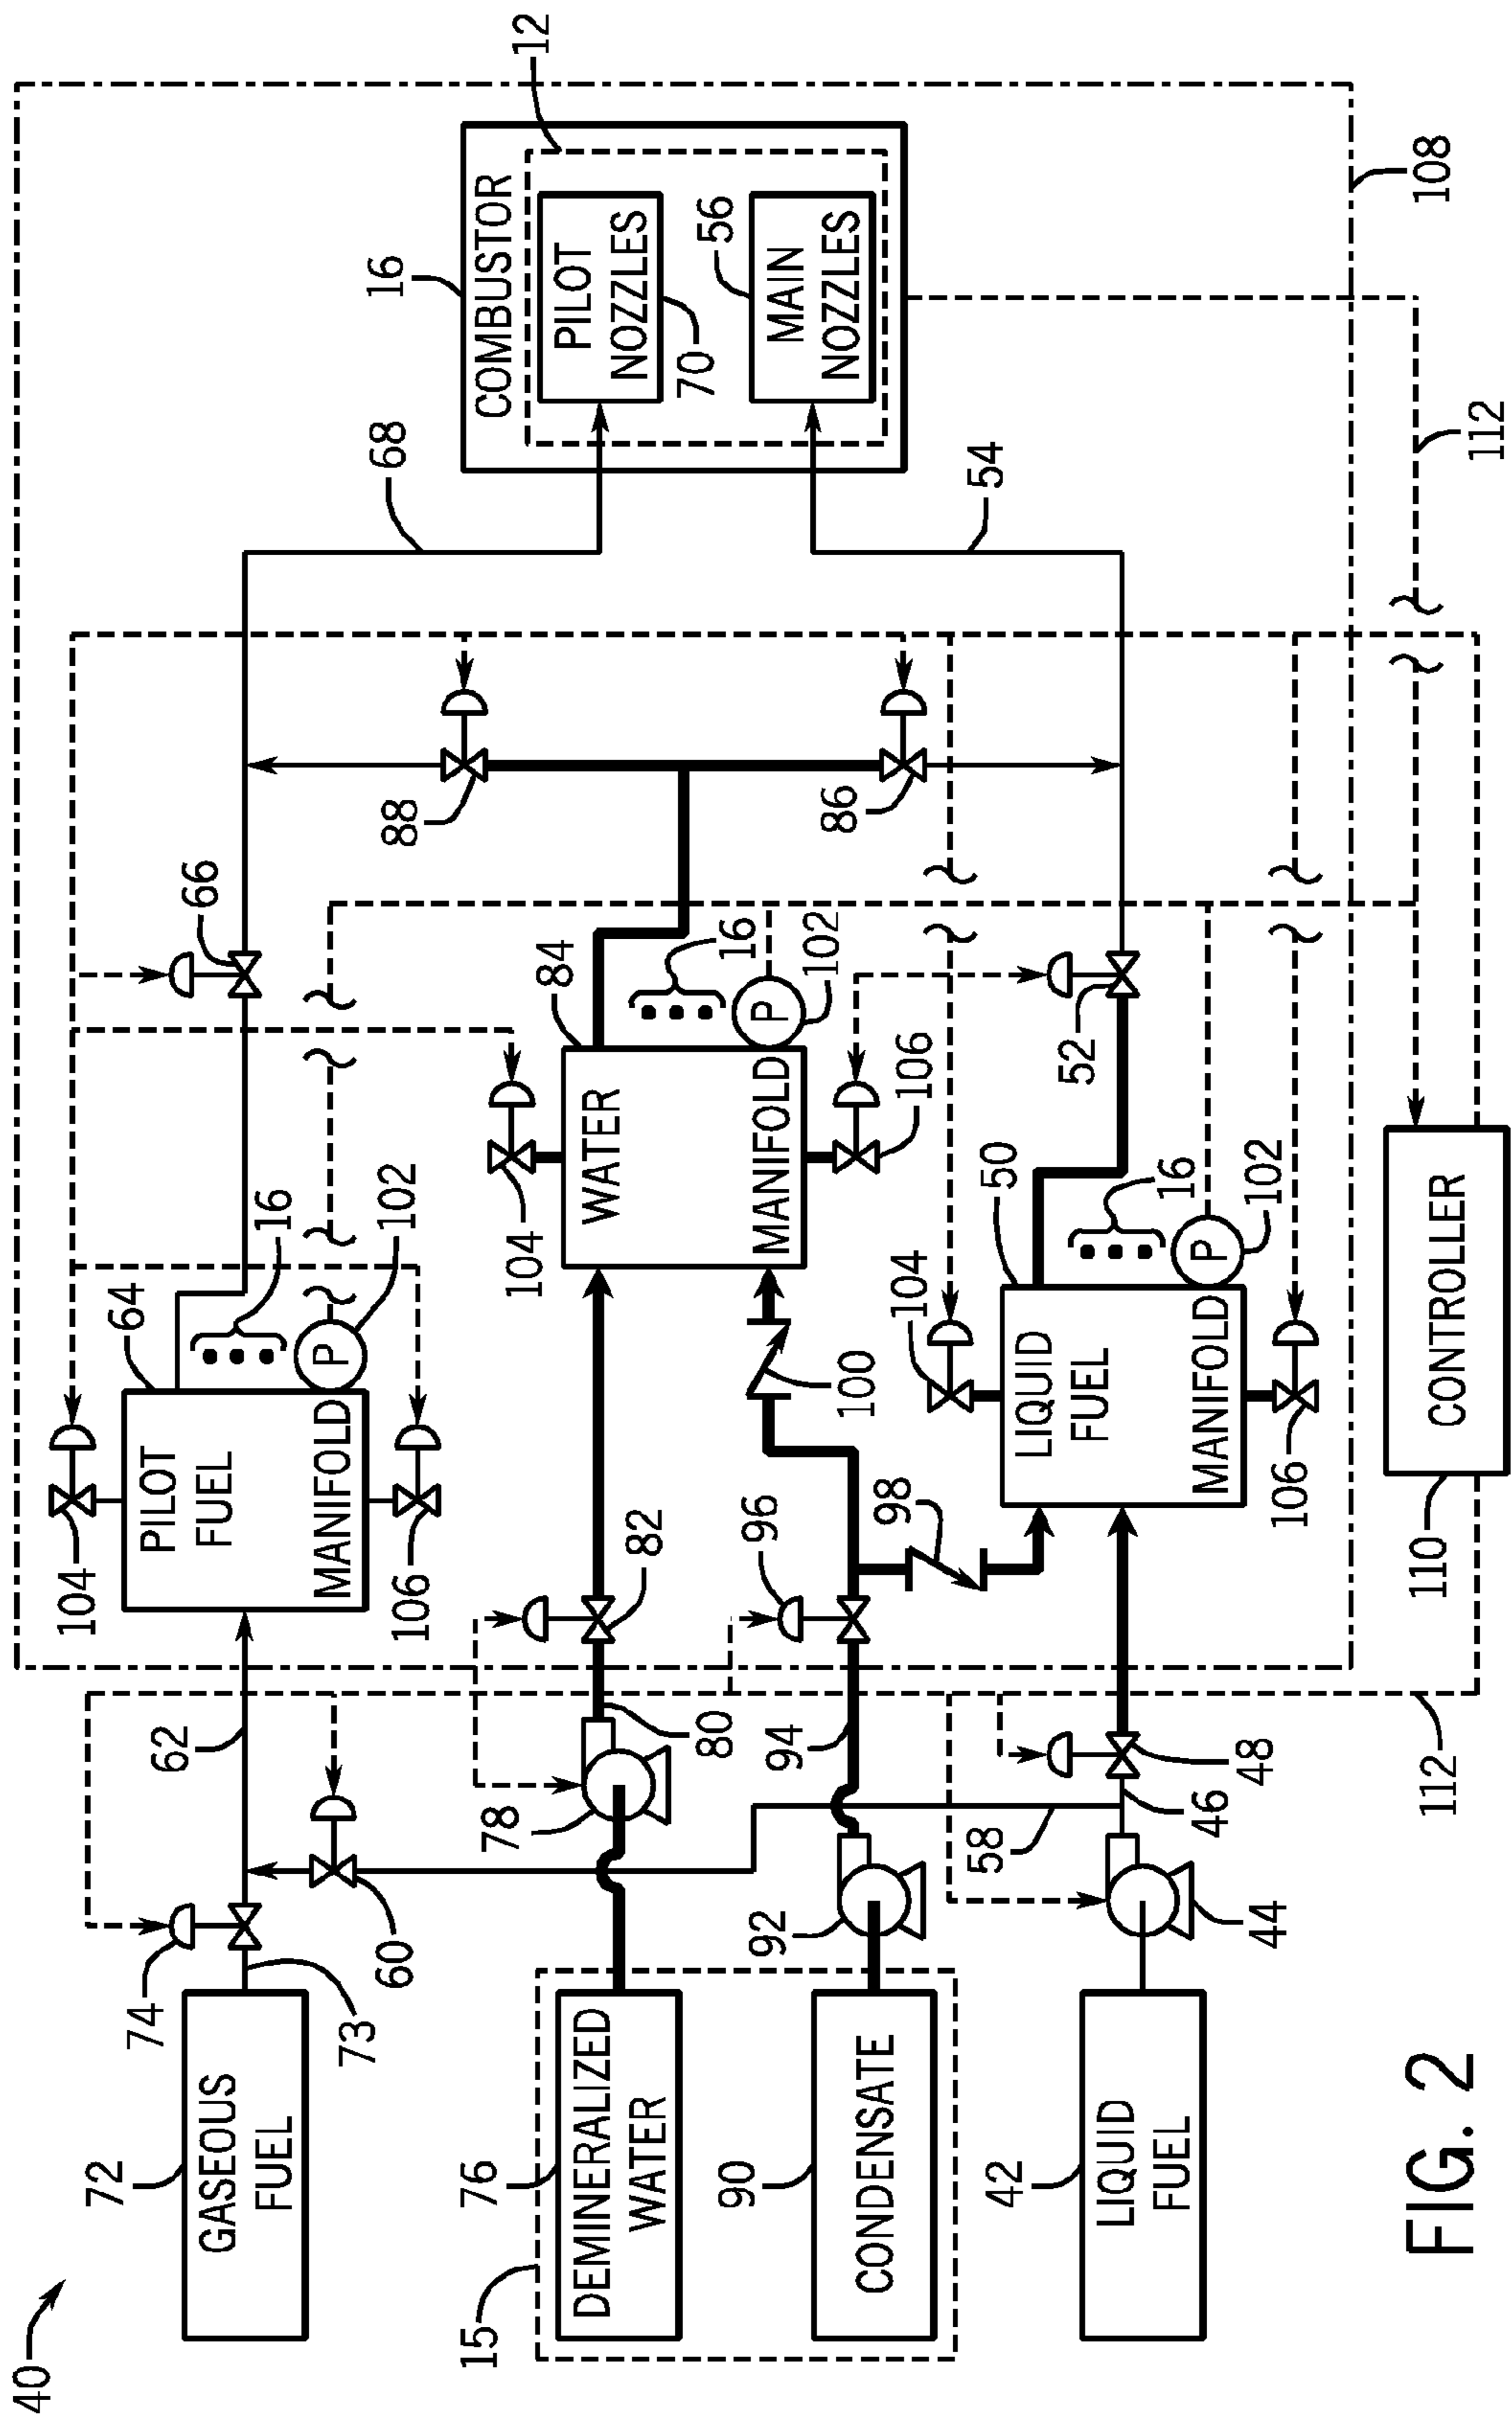 40
72
GASEOUS
FUEL
74
73
60
62
104
PILOT
FUEL
MANIFOLD
64
106
16
P
102
66
68
16
COMBUSTOR
12
PILOT
NOZZLES
70
56
MAIN
NOZZLES
15
76
DEMINERALIZED
WATER
78
80
82
104
WATER
MANIFOLD
84
16
P
102
106
88
86
90
CONDENSATE
92
94
96
98
100
42
LIQUID
FUEL
44
58
46
48
104
LIQUID
FUEL
MANIFOLD
50
106
16
P
102
52
54
108
112
110
CONTROLLER
112
FIG. 2